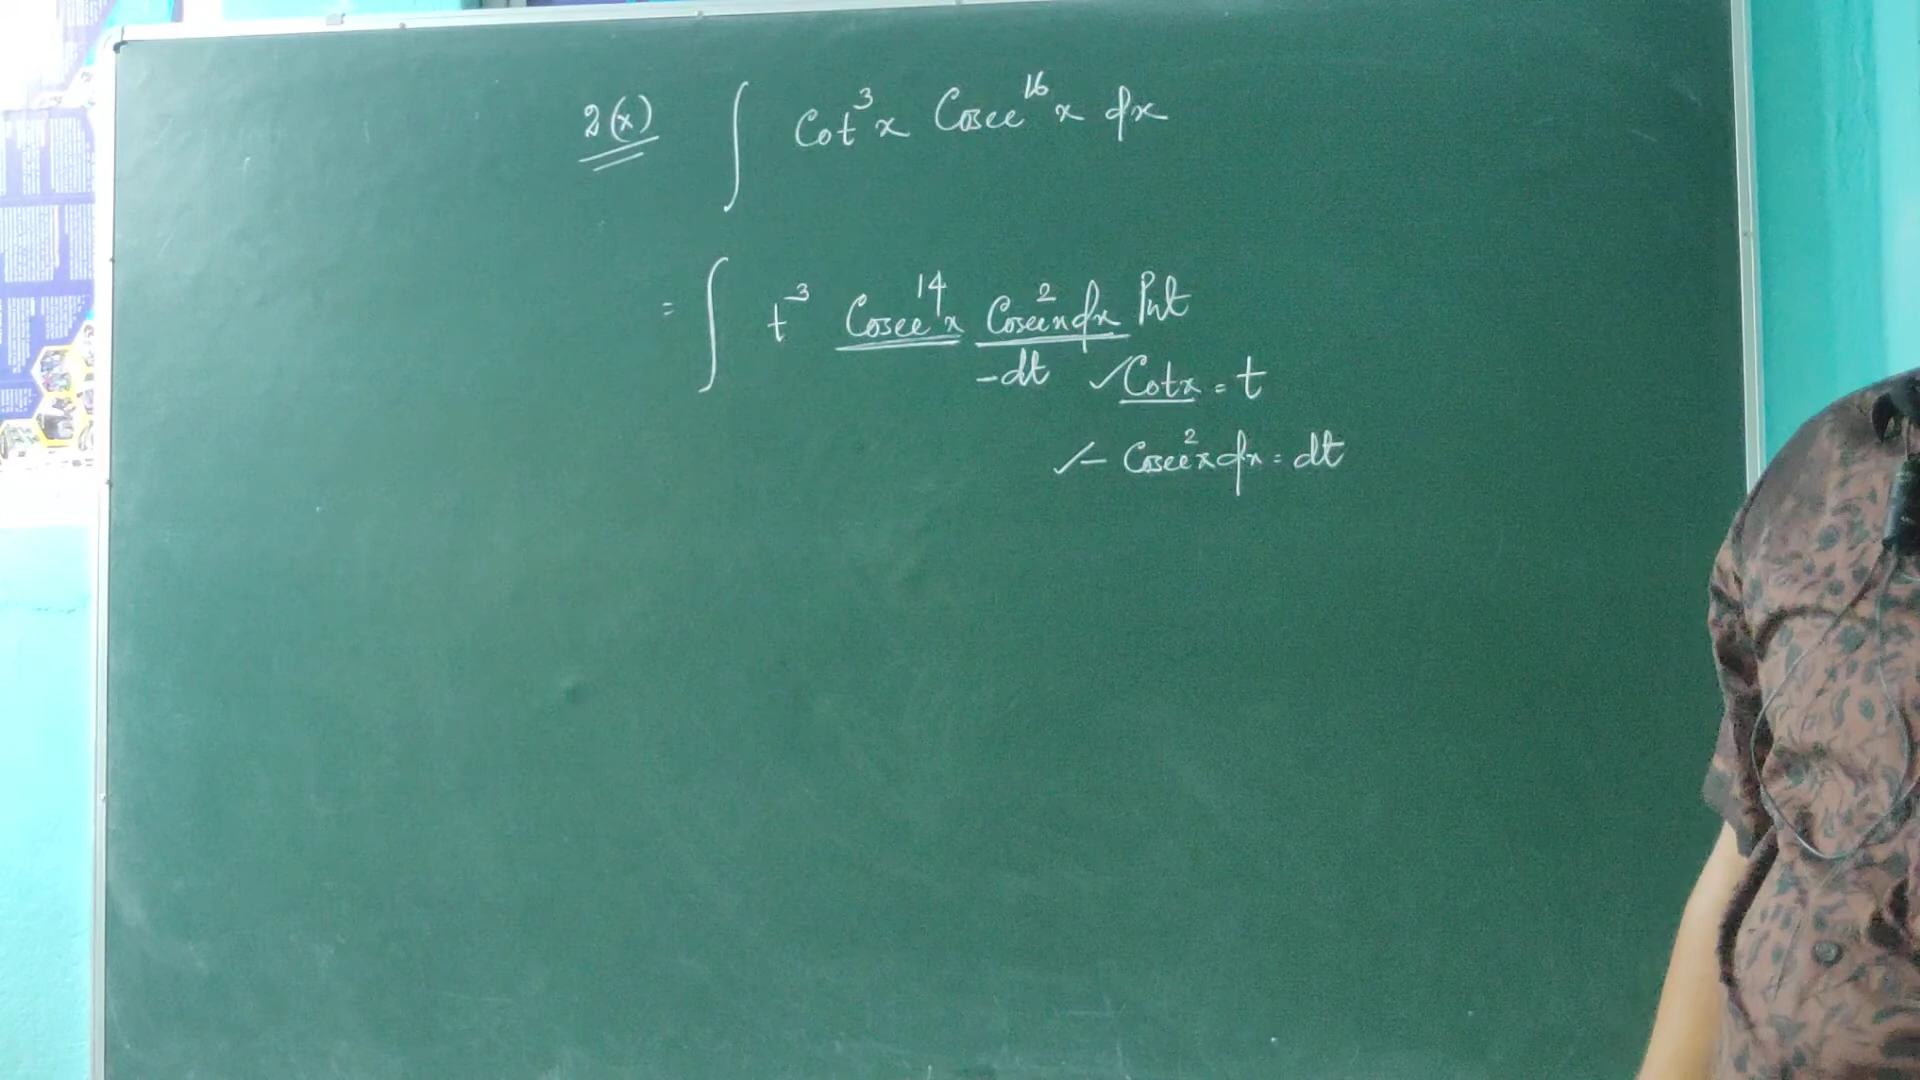 2(x) ∫ Cot³x Cosec¹⁶x dx
= ∫ t³ Cosec¹⁴x Cosec²x dx Put
-dt ✓Cotx = t
✓- Cosec²x dx = dt